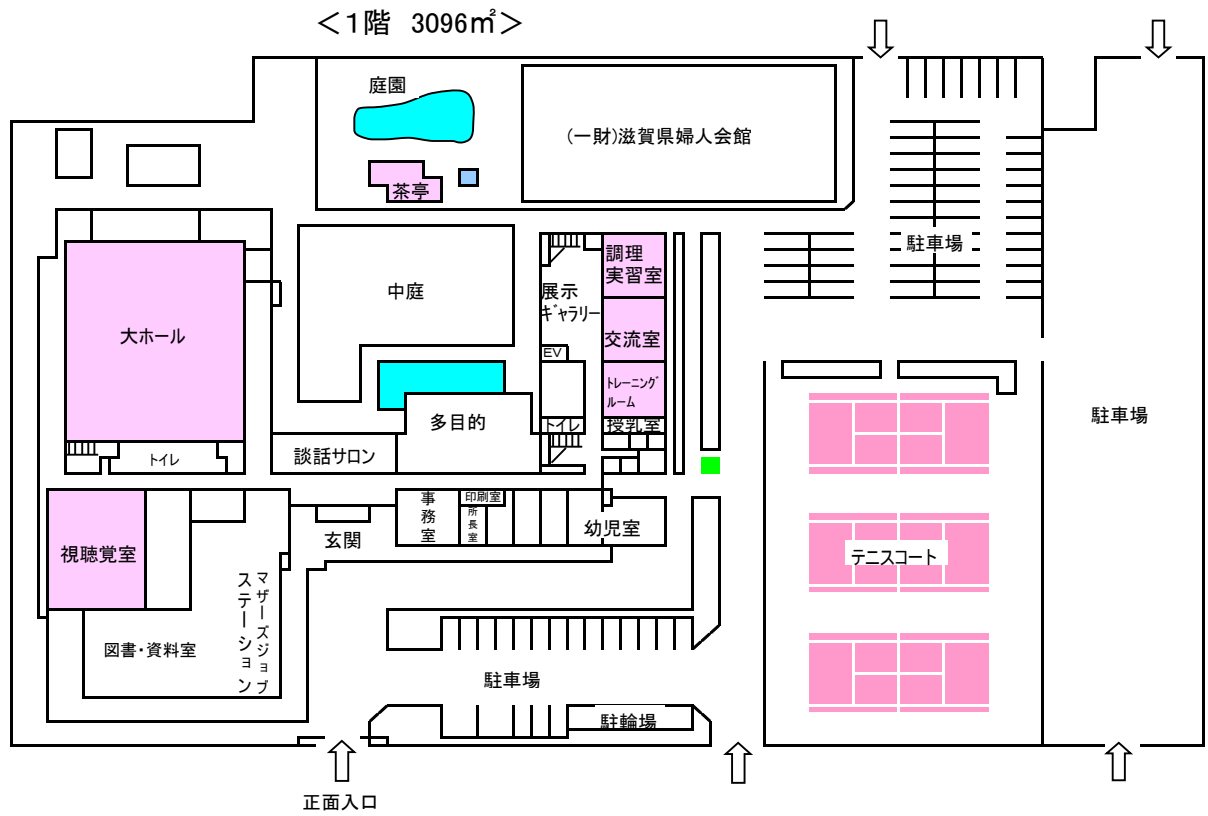 ＜１階　3096㎡＞
庭園
(一財)滋賀県婦人会館
茶亭
駐車場
調理
実習室
中庭
展示
ｷﾞｬﾗﾘｰ
大ホール
交流室
EV
ﾄﾚｰﾆﾝｸﾞ
ﾙｰﾑ
駐車場
多目的
トイレ
授乳室
談話サロン
トイレ
事務室
印刷室
所長室
幼児室
玄関
視聴覚室
テニスコート
マザーズジョブ
ステーション
図書・資料室
駐車場
駐輪場
正面入口